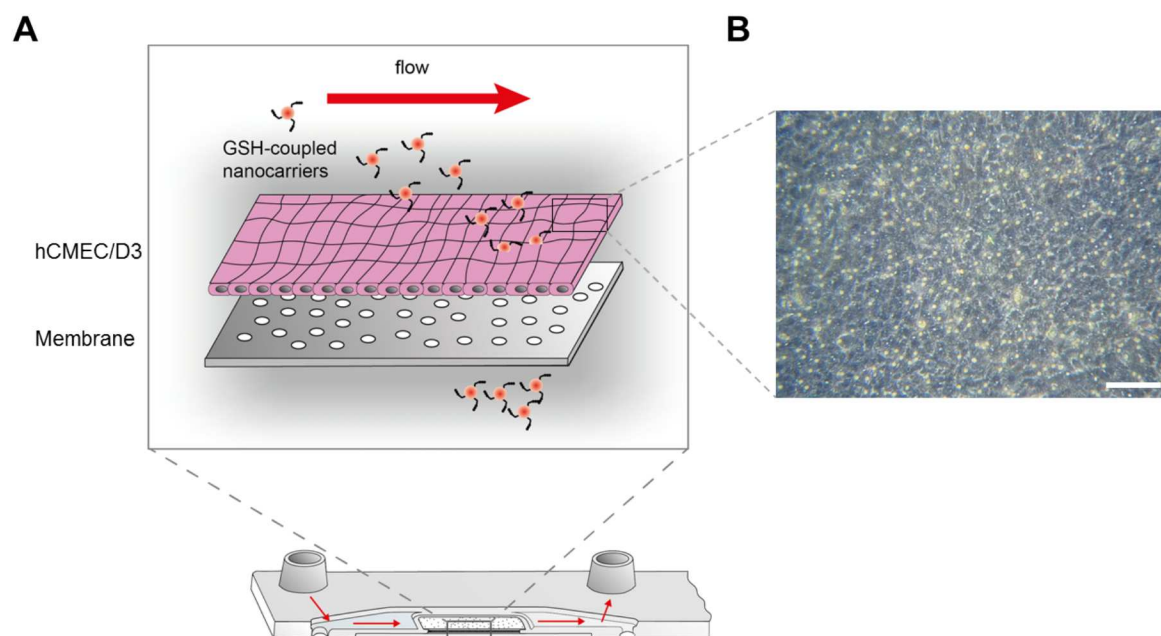 A
B
flow
GSH-coupled
nanocarriers
hCMEC/D3
Membrane